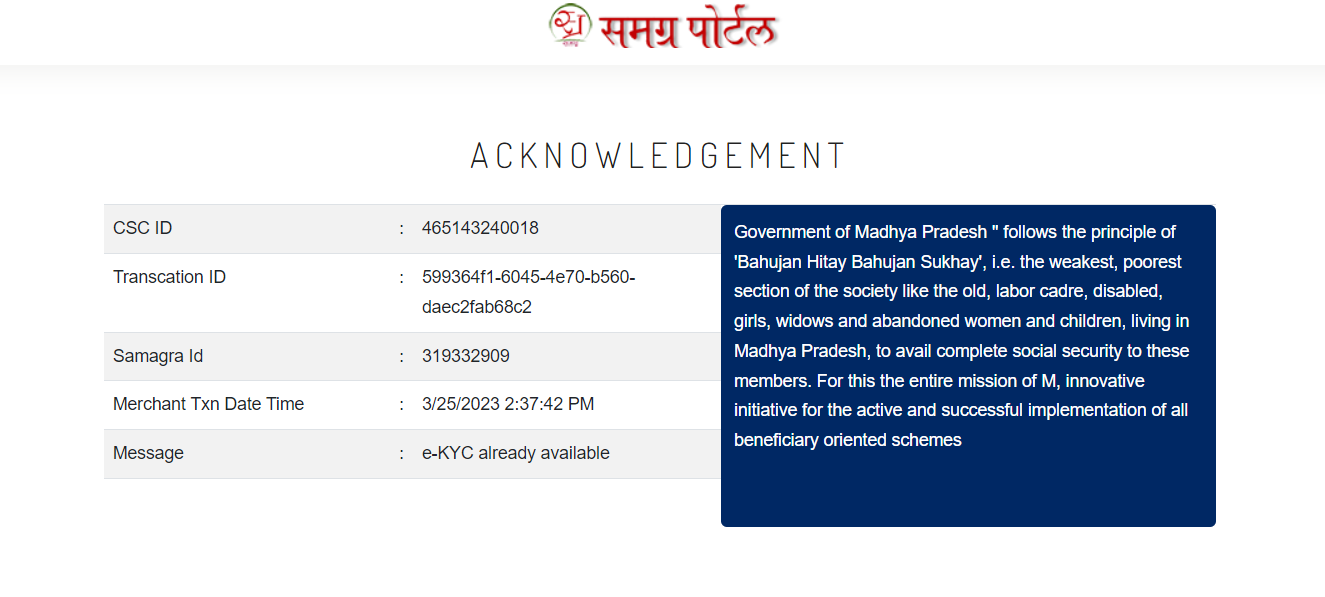 समग्र पोर्टल
ACKNOWLEDGEMENT
CSC ID : 465143240018
Transcation ID : 599364f1-6045-4e70-b560-
daec2fab68c2
Samagra Id : 319332909
Merchant Txn Date Time : 3/25/2023 2:37:42 PM
Message : e-KYC already available
Government of Madhya Pradesh " follows the principle of
'Bahujan Hitay Bahujan Sukhay', i.e. the weakest, poorest
section of the society like the old, labor cadre, disabled,
girls, widows and abandoned women and children, living in
Madhya Pradesh, to avail complete social security to these
members. For this the entire mission of M, innovative
initiative for the active and successful implementation of all
beneficiary oriented schemes